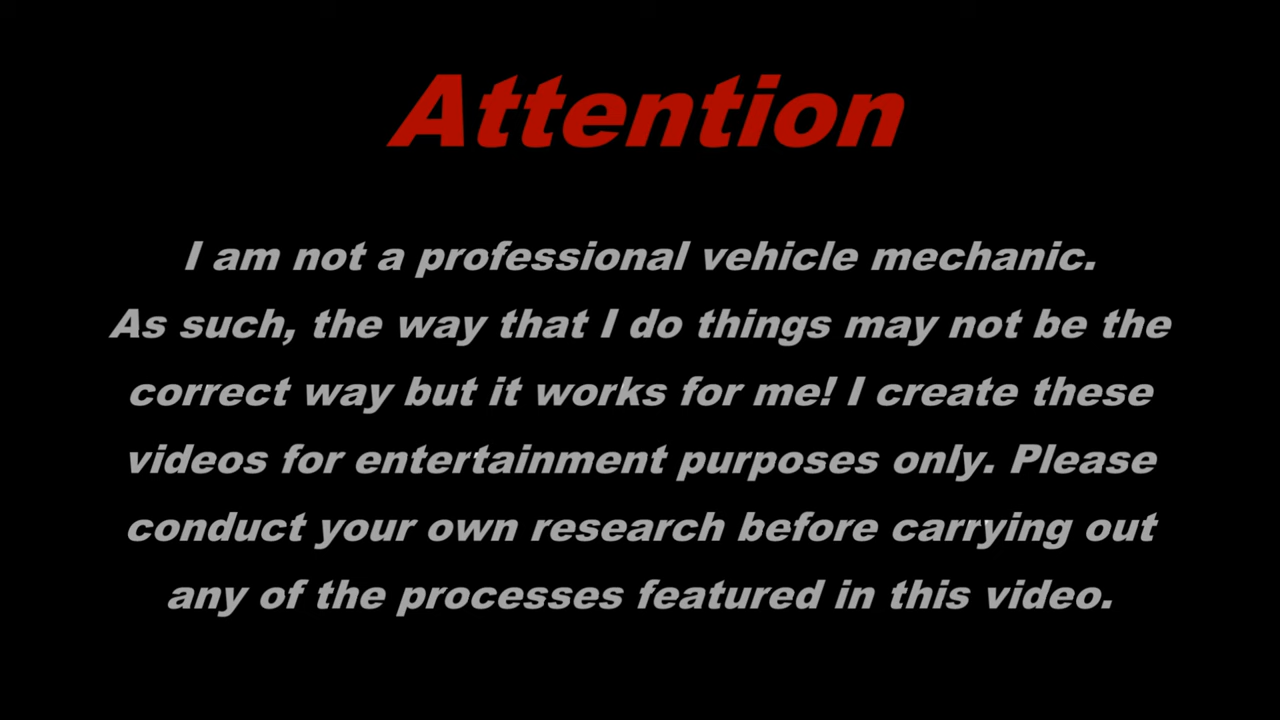 Attention
I am not a professional vehicle mechanic.
As such, the way that I do things may not be the
correct way but it works for me! I create these
videos for entertainment purposes only. Please
conduct your own research before carrying out
any of the processes featured in this video.